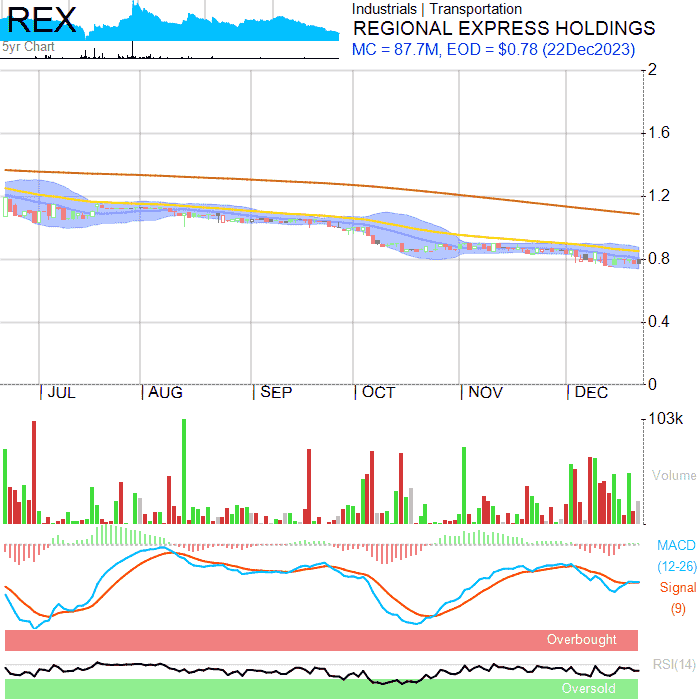 REX
5yr Chart
Industrials | Transportation
REGIONAL EXPRESS HOLDINGS
MC = 87.7M, EOD = $0.78 (22Dec2023)
2
1.6
1.2
0.8
0.4
0
JUL AUG SEP OCT NOV DEC
103k
Volume
MACD
(12-26)
Signal
(9)
Overbought
RSI(14)
Oversold